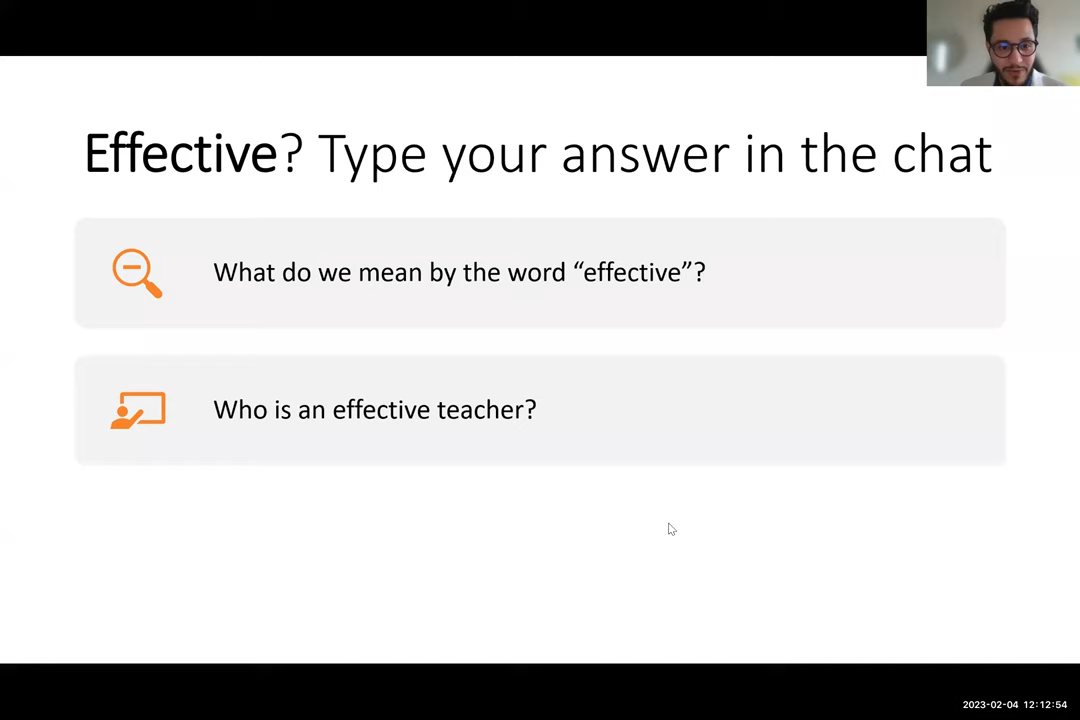 Effective? Type your answer in the chat
What do we mean by the word “effective”?
Who is an effective teacher?
2023-02-04 12:12:54